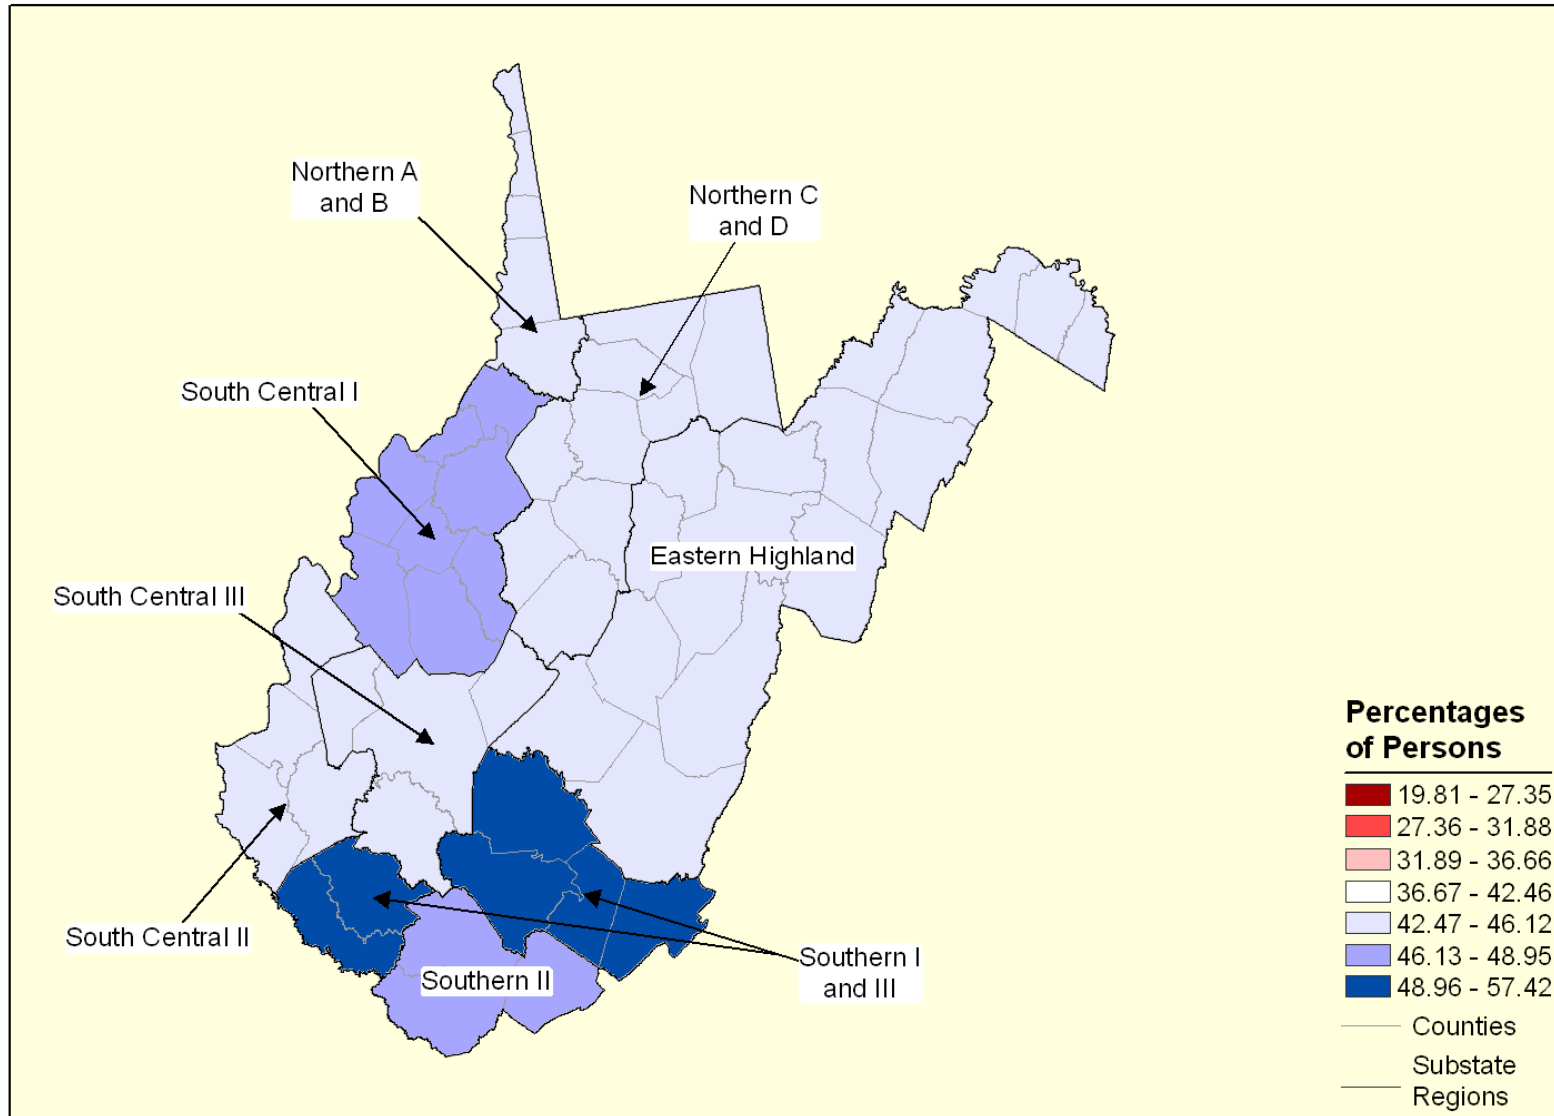 Northern A
and B
Northern C
and D
South Central I
Eastern Highland
South Central III
South Central II
Southern II
Southern I
and III
Percentages
of Persons
19.81 - 27.35
27.36 - 31.88
31.89 - 36.66
36.67 - 42.46
42.47 - 46.12
46.13 - 48.95
48.96 - 57.42
Counties
Substate
Regions